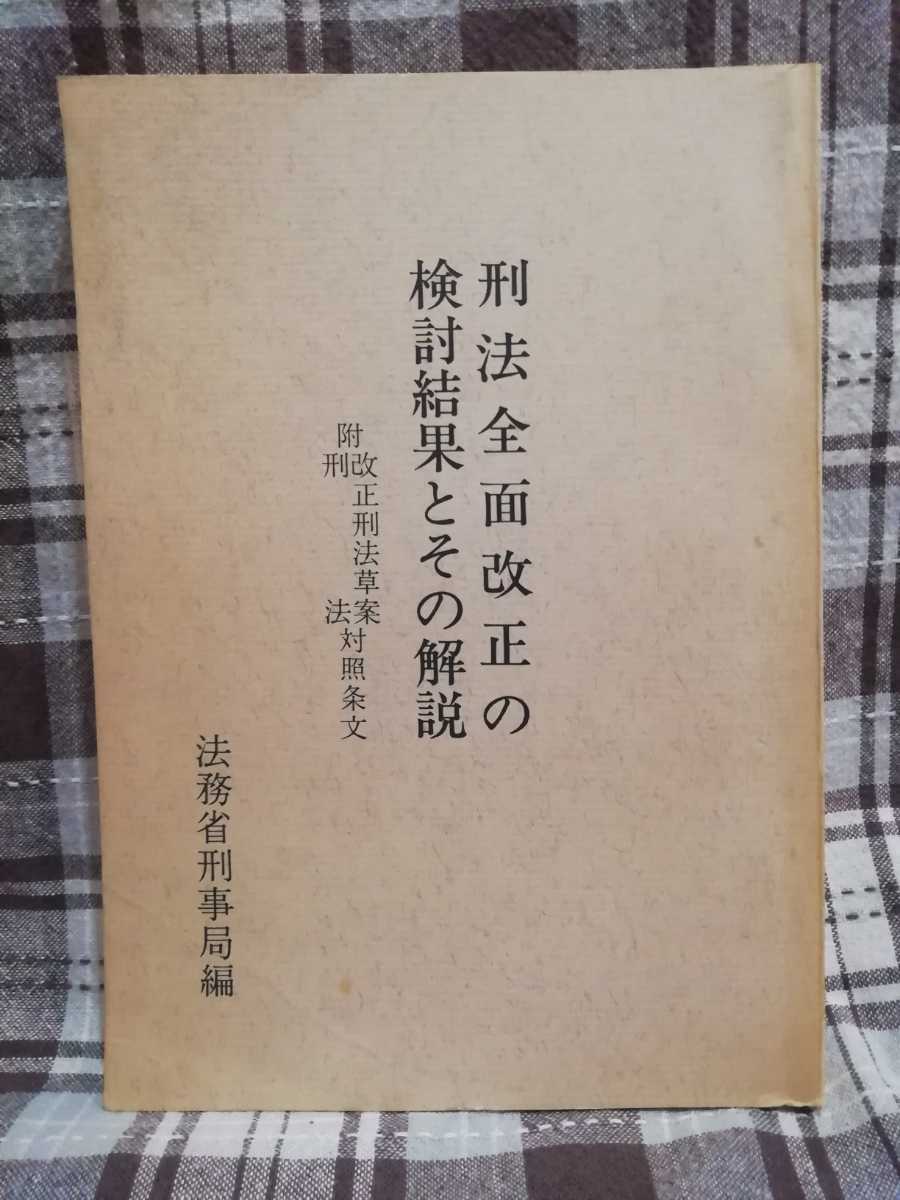 刑法全面改正の
検討結果とその解説
附
改正刑法草案
刑法
対照条文
法務省刑事局編